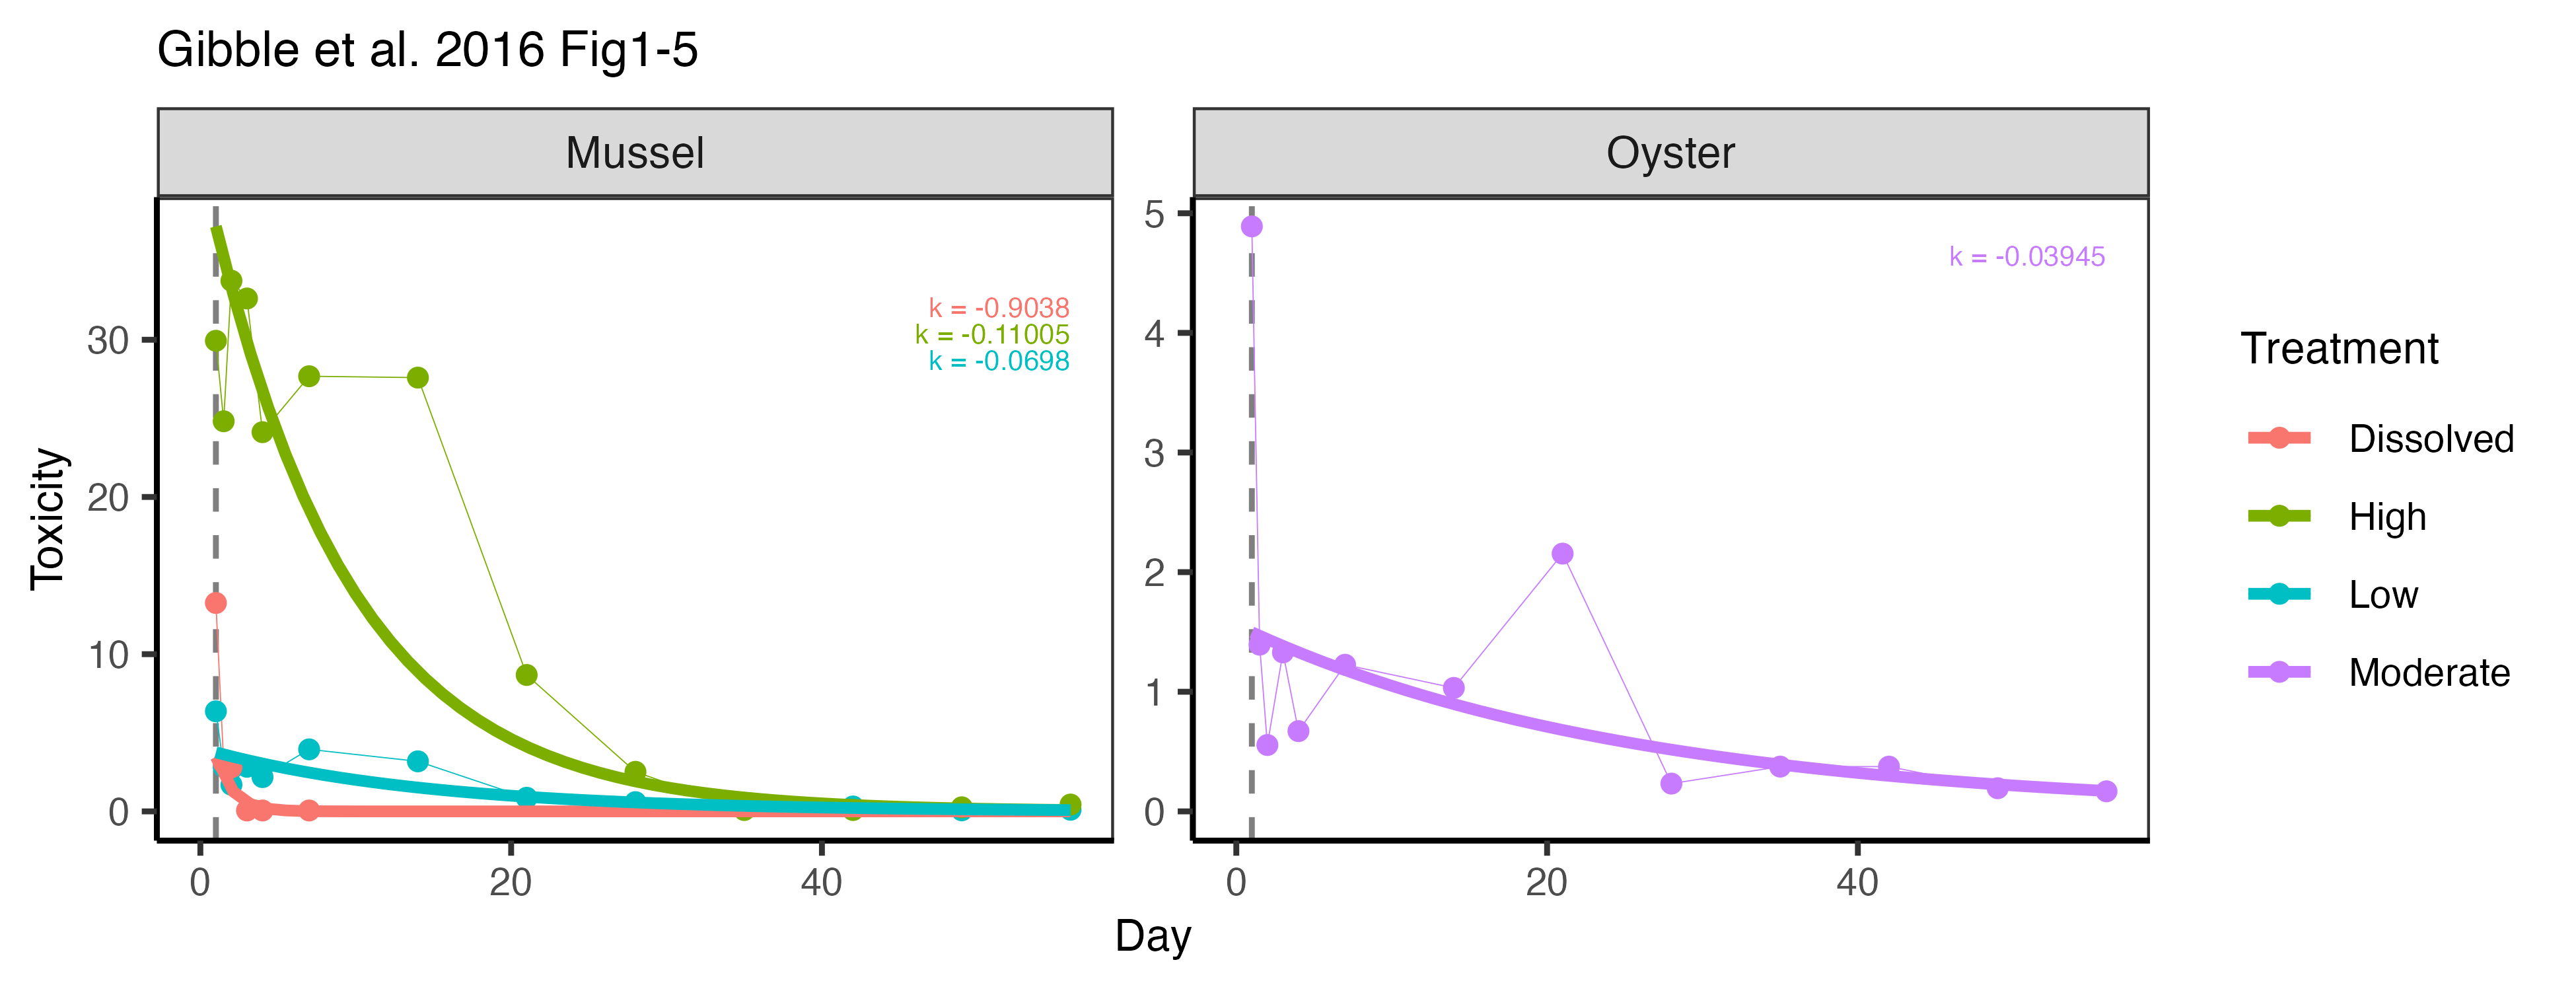 Gibble et al. 2016 Fig1-5
Mussel
Oyster
Toxicity
30
20
10
0
k = -0.9038
k = -0.11005
k = -0.0698
0
20
40
5
4
3
2
1
0
k = -0.03945
0
20
40
Day
Treatment
Dissolved
High
Low
Moderate